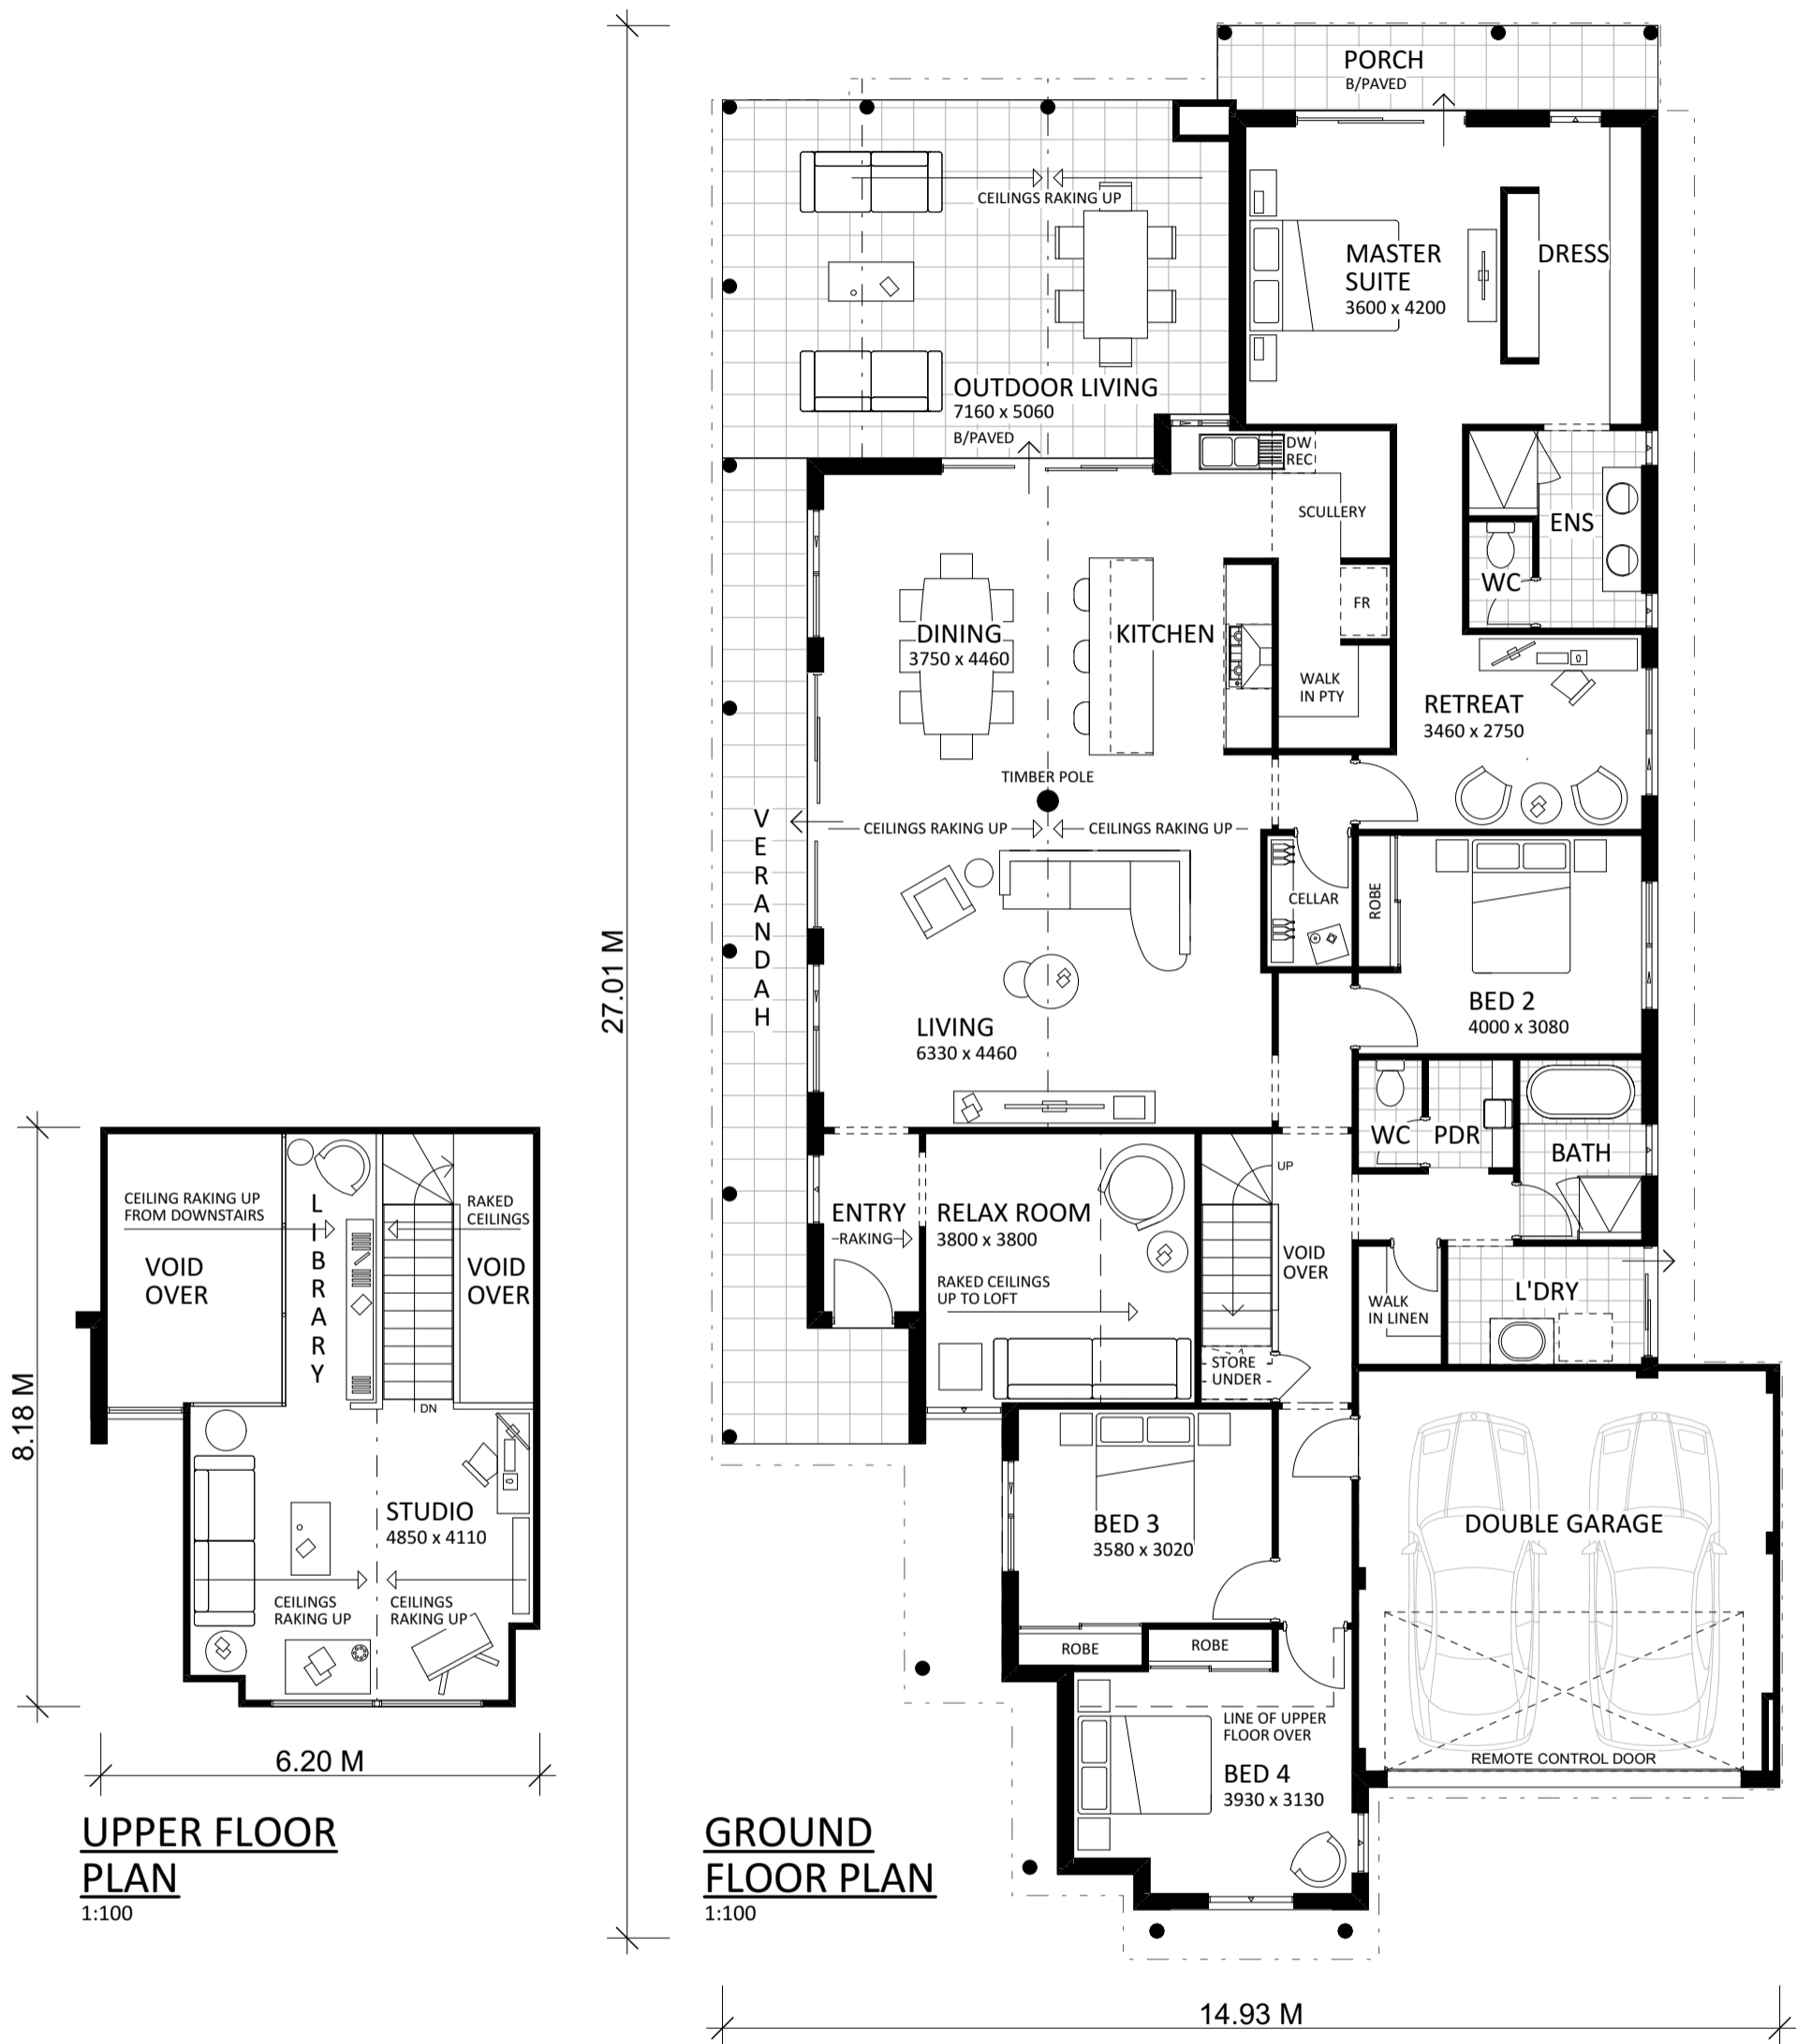 PORCH
B/PAVED
CEILINGS RAKING UP
MASTER
SUITE
3600 x 4200
DRESS
OUTDOOR LIVING
7160 x 5060
B/PAVED
DW
REC
SCULLERY
ENS
WC
FR
DINING
3750 x 4460
KITCHEN
WALK
IN PTY
RETREAT
3460 x 2750
TIMBER POLE
CEILINGS RAKING UP
CEILINGS RAKING UP
VERANDAH
CELLAR
ROBE
BED 2
4000 x 3080
LIVING
6330 x 4460
27.01 M
WC
PDR
BATH
UP
ENTRY
RAKING
RELAX ROOM
3800 x 3800
RAKED CEILINGS
UP TO LOFT
VOID
OVER
WALK
IN LINEN
L'DRY
STORE
UNDER
BED 3
3580 x 3020
DOUBLE GARAGE
ROBE
ROBE
LINE OF UPPER
FLOOR OVER
BED 4
3930 x 3130
REMOTE CONTROL DOOR
GROUND
FLOOR PLAN
1:100
14.93 M
CEILING RAKING UP
FROM DOWNSTAIRS
VOID
OVER
LIBRARY
RAKED
CEILINGS
VOID
OVER
DN
8.18 M
STUDIO
4850 x 4110
CEILINGS
RAKING UP
CEILINGS
RAKING UP
6.20 M
UPPER FLOOR
PLAN
1:100